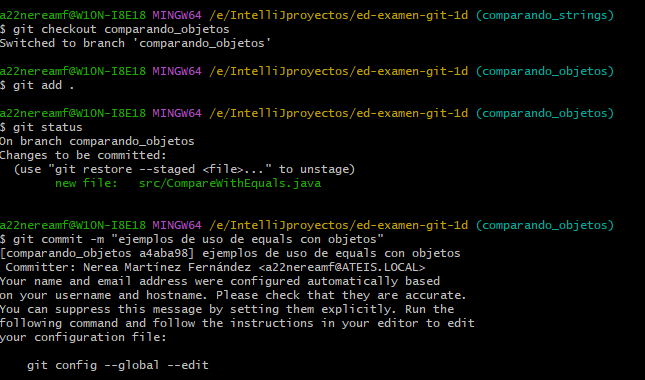 a22nereamf@W1ON-I8E18 MINGW64 /e/IntelliJproyectos/ed-examen-git-1d (comparando_strings)
$ git checkout comparando_objetos
Switched to branch 'comparando_objetos'
a22nereamf@W1ON-I8E18 MINGW64 /e/IntelliJproyectos/ed-examen-git-1d (comparando_objetos)
$ git add .
a22nereamf@W1ON-I8E18 MINGW64 /e/IntelliJproyectos/ed-examen-git-1d (comparando_objetos)
$ git status
On branch comparando_objetos
Changes to be committed:
  (use "git restore --staged <file>..." to unstage)
        new file:   src/CompareWithEquals.java
a22nereamf@W1ON-I8E18 MINGW64 /e/IntelliJproyectos/ed-examen-git-1d (comparando_objetos)
$ git commit -m "ejemplos de uso de equals con objetos"
[comparando_objetos a4aba98] ejemplos de uso de equals con objetos
 Committer: Nerea Martínez Fernández <a22nereamf@ATEIS.LOCAL>
Your name and email address were configured automatically based
on your username and hostname. Please check that they are accurate.
You can suppress this message by setting them explicitly. Run the
following command and follow the instructions in your editor to edit
your configuration file:
    git config --global --edit